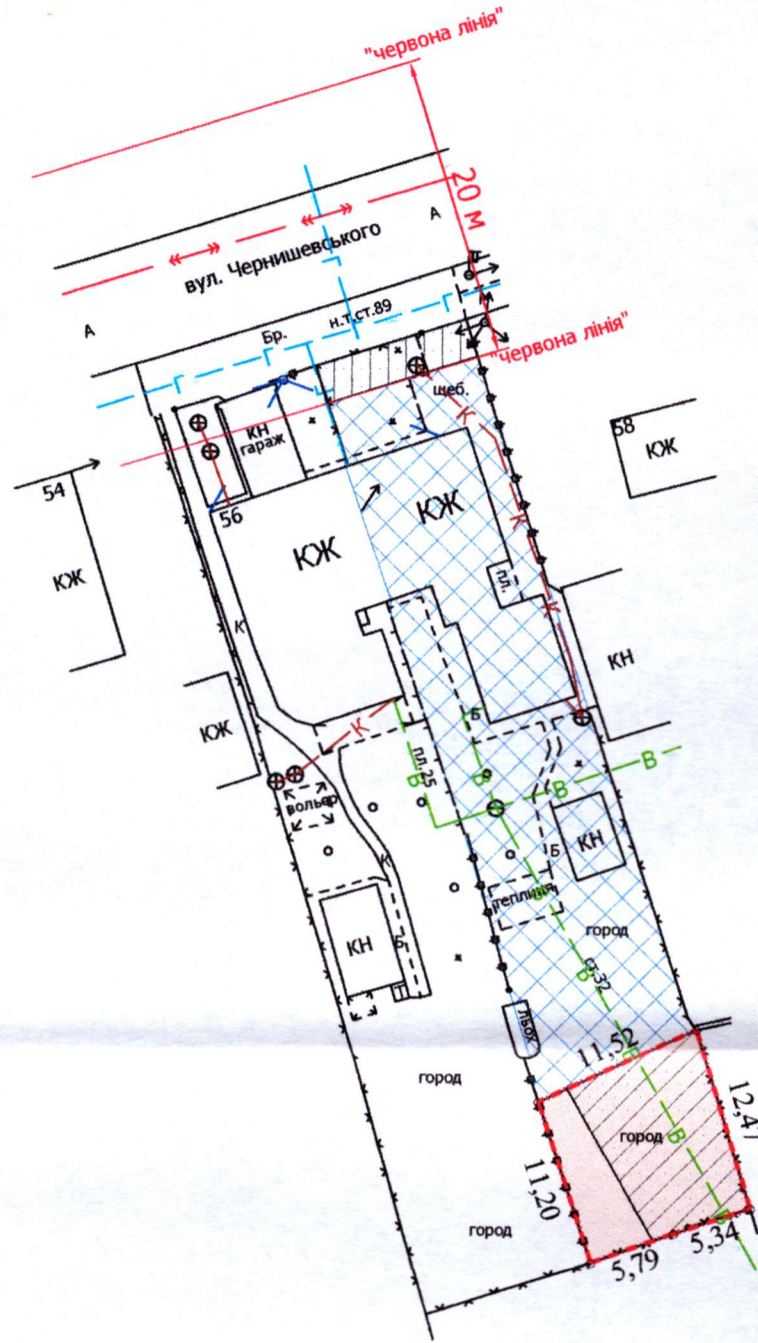 "червона лінія"
20 м
А
вул. Чернишевського
А
Бр.
н.т.ст.89
"червона лінія"
щеб.
К
КН
гараж
58
КЖ
54
56
КЖ
КЖ
КЖ
К
пл.
К
К
КН
КЖ
К
Б
пл.25
В
В
В
В
вольєр
К
Б
КН
теплиця
В
КН
Б
город
ст.32
В
Т
льох
11,52
В
город
12,47
город
В
11,20
город
В
5,34
5,79